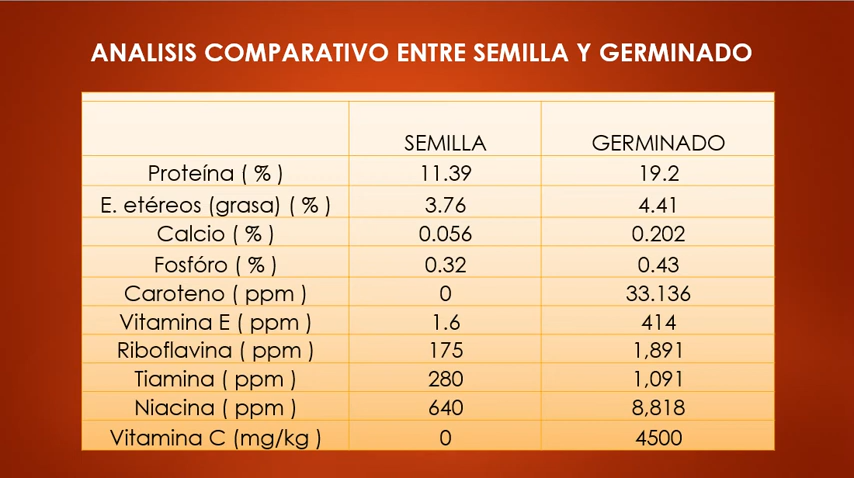 ANALISIS COMPARATIVO ENTRE SEMILLA Y GERMINADO
SEMILLA GERMINADO
Proteína ( % ) 11.39 19.2
E. etéreos (grasa) ( % ) 3.76 4.41
Calcio ( % ) 0.056 0.202
Fosfóro ( % ) 0.32 0.43
Caroteno ( ppm ) 0 33.136
Vitamina E ( ppm ) 1.6 414
Riboflavina ( ppm ) 175 1,891
Tiamina ( ppm ) 280 1,091
Niacina ( ppm ) 640 8,818
Vitamina C (mg/kg ) 0 4500